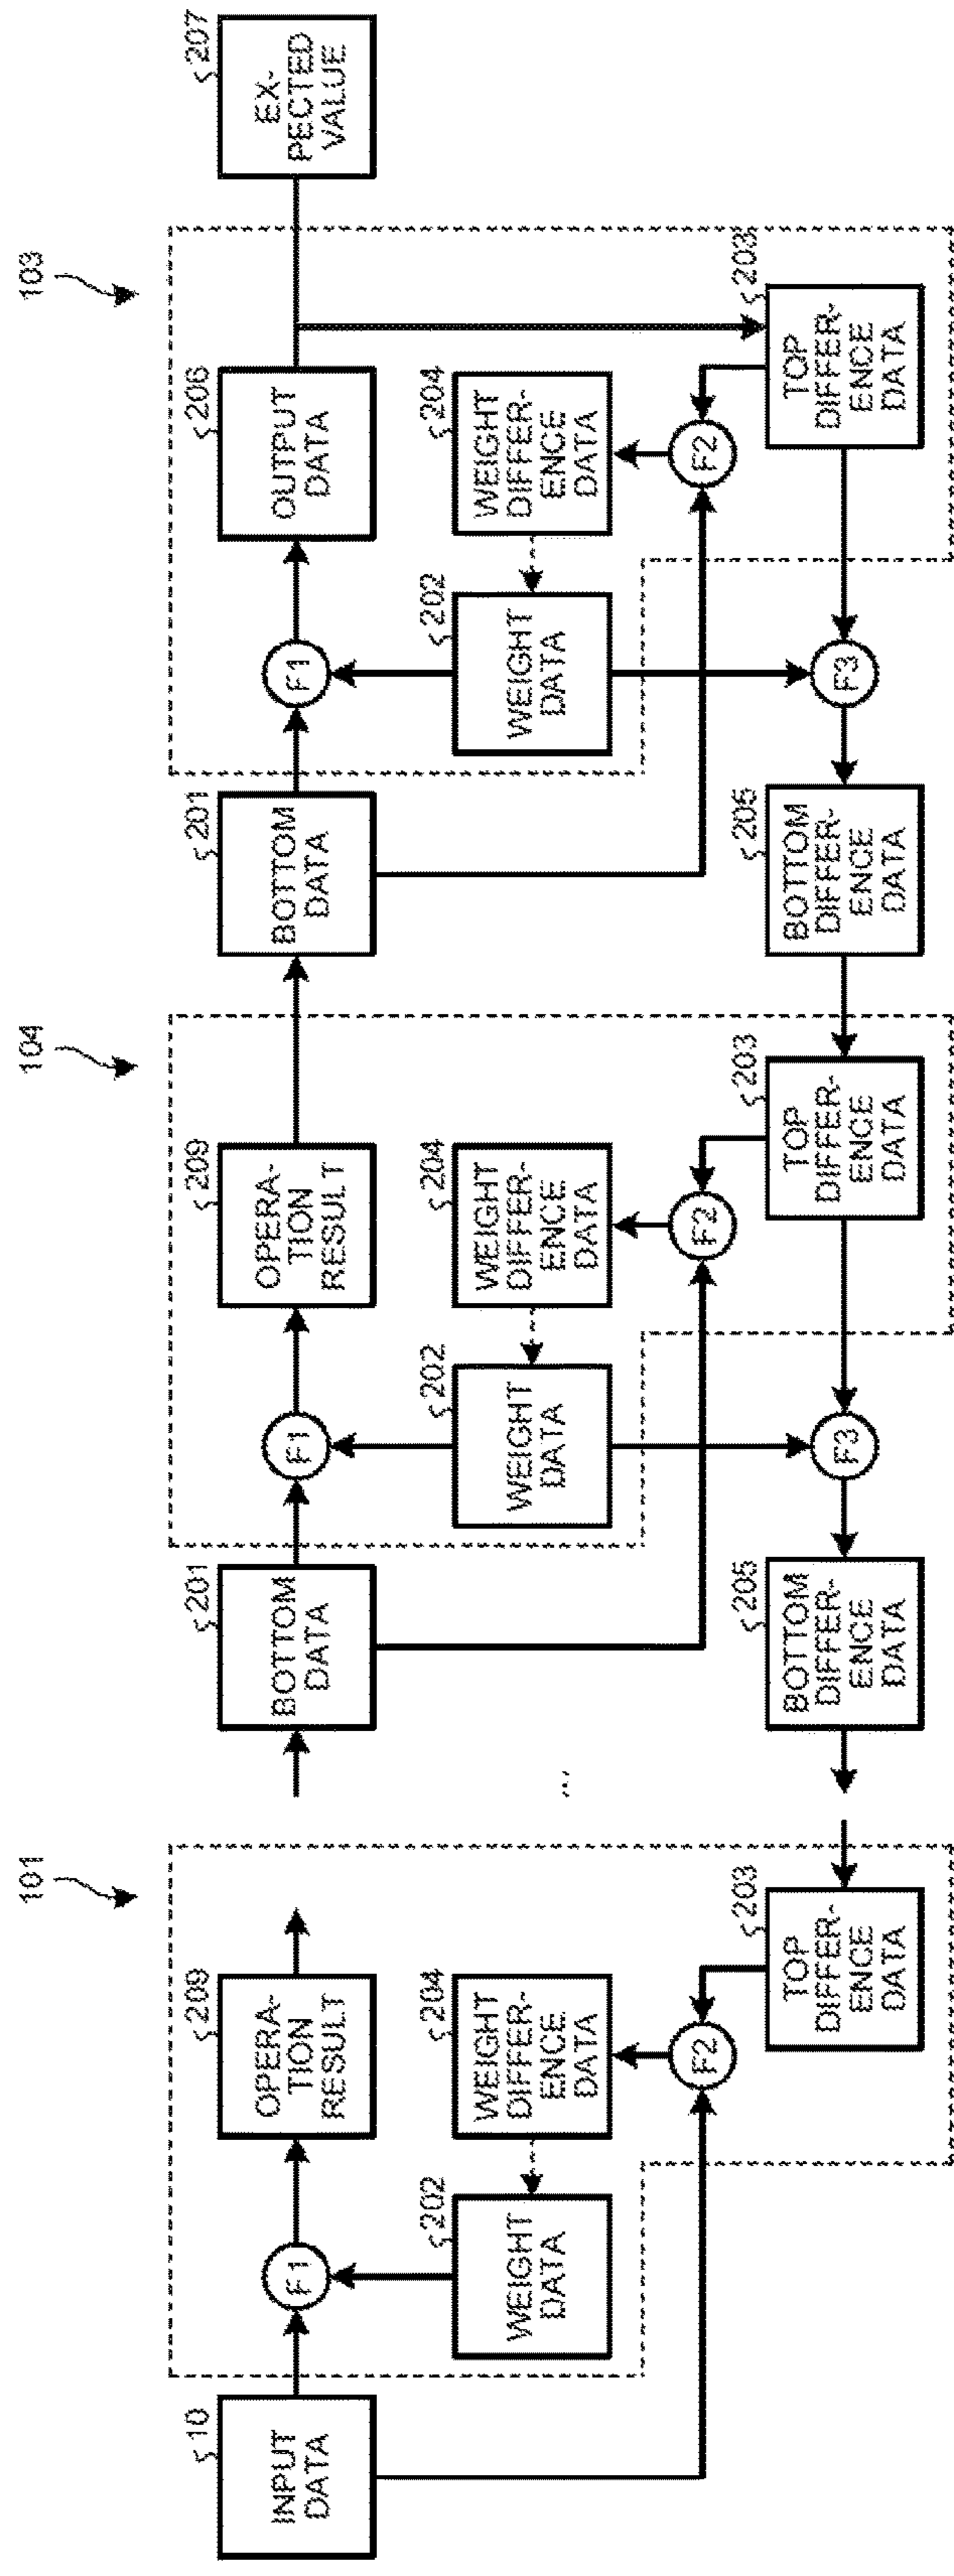 101
104
103
10
INPUT
DATA
F1
209
OPERA-
TION
RESULT
201
BOTTOM
DATA
F1
209
OPERA-
TION
RESULT
201
BOTTOM
DATA
F1
206
OUTPUT
DATA
207
EX-
PECTED
VALUE
202
WEIGHT
DATA
204
WEIGHT
DIFFER-
ENCE
DATA
...
202
WEIGHT
DATA
204
WEIGHT
DIFFER-
ENCE
DATA
202
WEIGHT
DATA
204
WEIGHT
DIFFER-
ENCE
DATA
F2
F2
F2
203
TOP
DIFFER-
ENCE
DATA
205
BOTTOM
DIFFER-
ENCE
DATA
F3
203
TOP
DIFFER-
ENCE
DATA
205
BOTTOM
DIFFER-
ENCE
DATA
F3
203
TOP
DIFFER-
ENCE
DATA